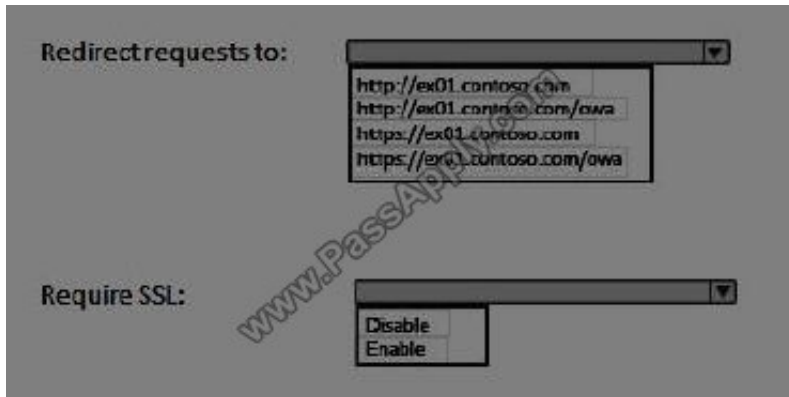 Redirect requests to:
http://ex01.contoso.com
http://ex01.contoso.com/owa
https://ex01.contoso.com
https://ex01.contoso.com/owa
www.PassApply.com
Require SSL:
Disable
Enable